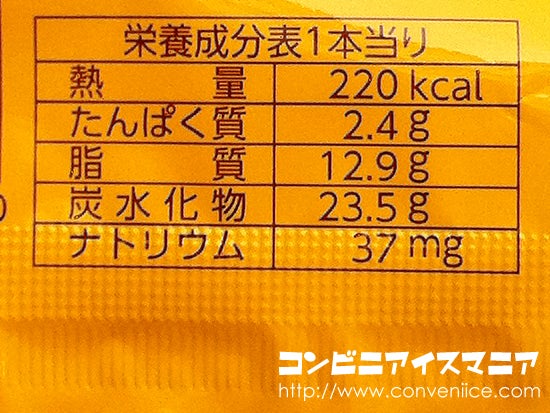 栄養成分表1本当り
熱量 220 kcal
たんぱく質 2.4 g
脂質 12.9 g
炭水化物 23.5 g
ナトリウム 37 mg
コンビニアイスマニア
http://www.conveniice.com/